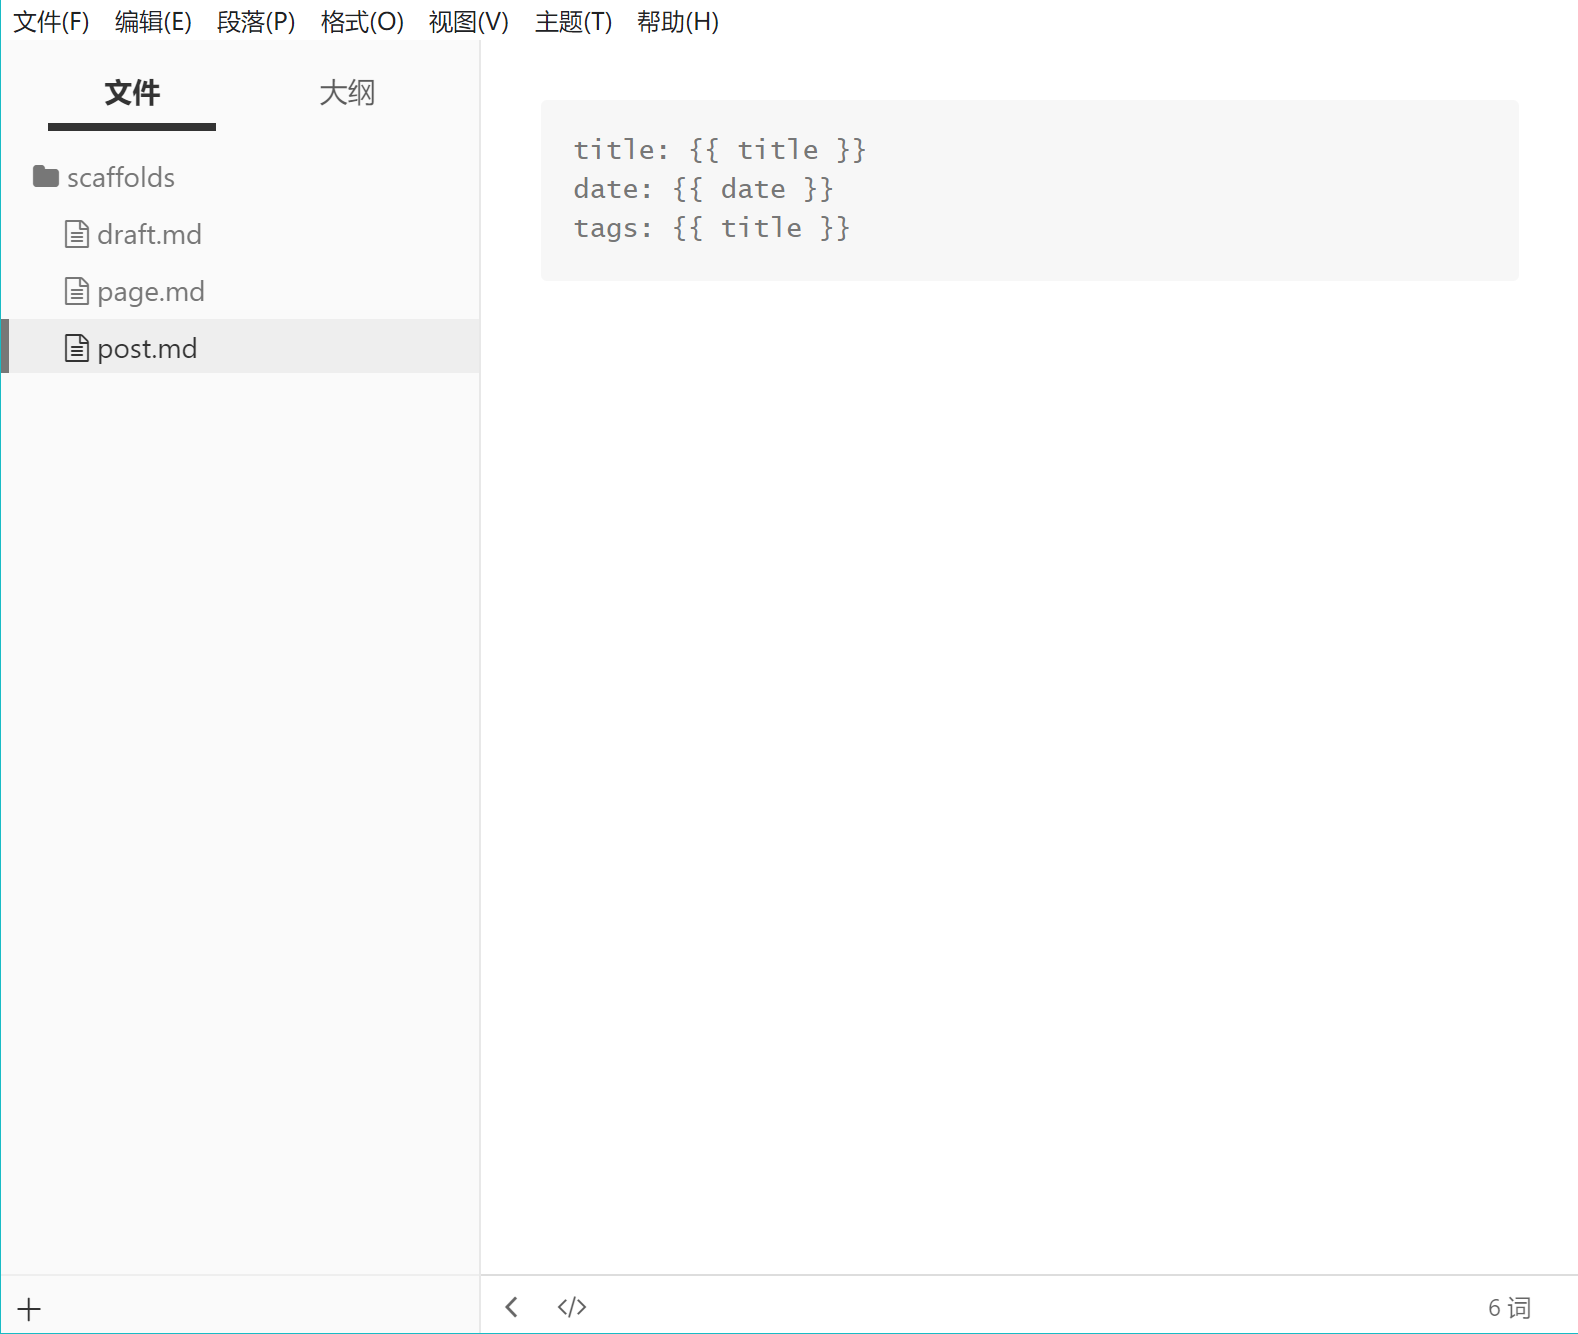 文件(F) 编辑(E) 段落(P) 格式(O) 视图(V) 主题(T) 帮助(H)
文件 大纲
scaffolds
draft.md
page.md
post.md
title: {{ title }}
date: {{ date }}
tags: {{ title }}
6 词